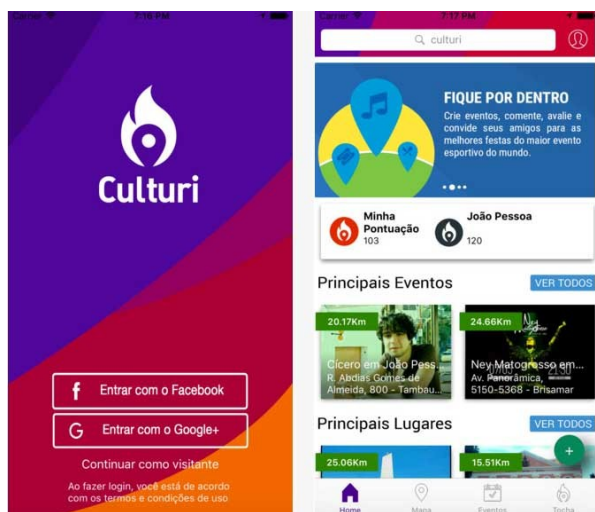 Carrier
7:16 PM
Culturi
Entrar com o Facebook
G Entrar com o Google+
Continuar como visitante
Ao fazer login, você está de acordo
com os termos e condições de uso
Carrier
7:17 PM
culturi
FIQUE POR DENTRO
Crie eventos, comente, avalie e
convide seus amigos para as
melhores festas do maior evento
esportivo do mundo.
Minha
Pontuação
103
João Pessoa
120
Principais Eventos
VER TODOS
20.17Km
Cícero em João Pess...
R. Abdias Gomes de
Almeida, 800 - Tambau...
24.66Km
Ney Matogrosso em...
Av. Panorâmica,
5150-5368 - Brisamar
Principais Lugares
VER TODOS
25.06Km
15.51Km
+
Home
Mapa
Eventos
Tocha